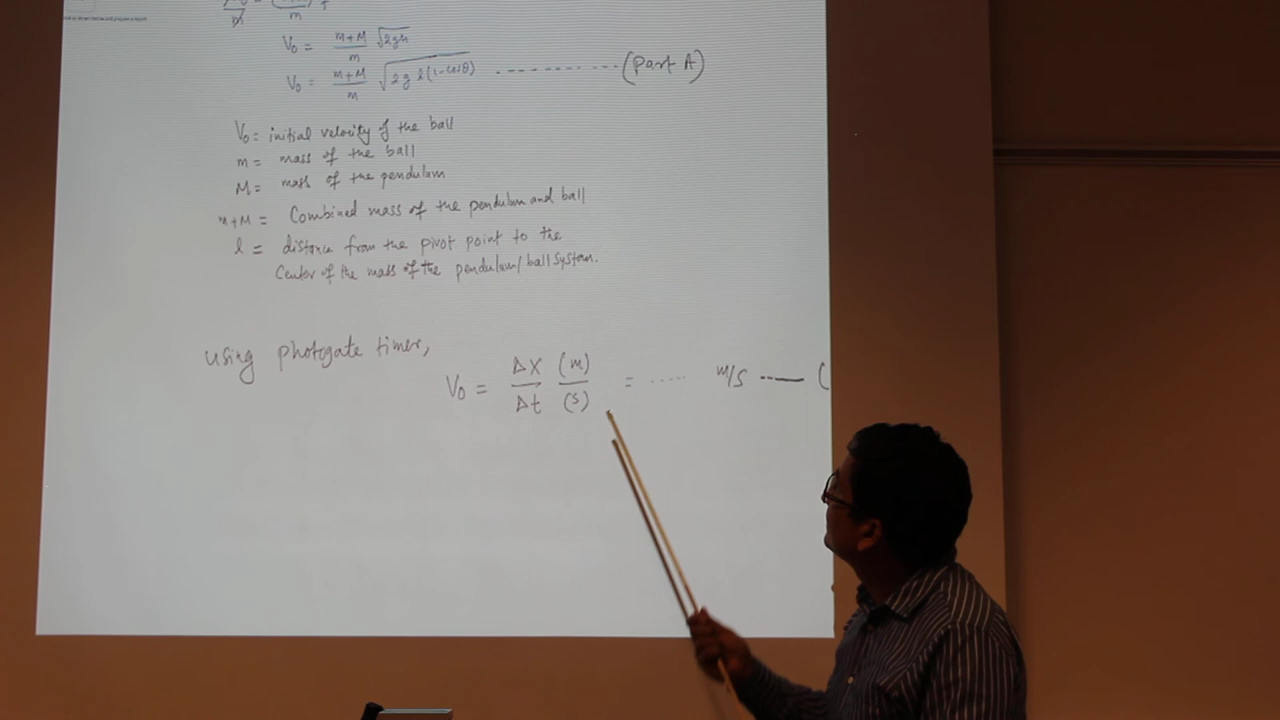 m
V₀ = m+M/m √2gh
V₀ = m+M/m √2g l(1-cosθ) ------------ (Part A)
V₀ = initial velocity of the ball
m = mass of the ball
M = mass of the pendulum
m+M = Combined mass of the pendulum and ball
l = distance from the pivot point to the
Center of the mass of the pendulum/ball system.
using photogate timer,
V₀ = ΔX/Δt (m)/(s) = ..... m/s —— (